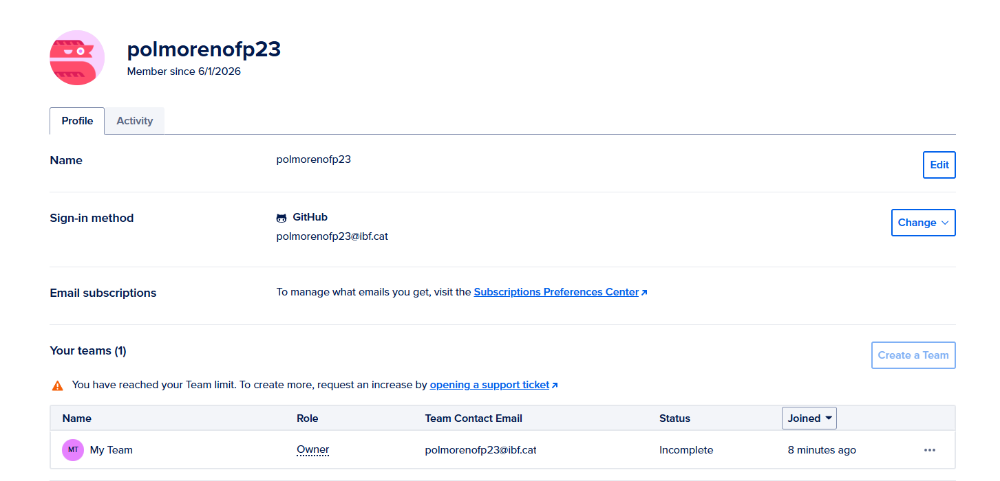 polmorenofp23
Member since 6/1/2026
Profile
Activity
Name
polmorenofp23
Edit
Sign-in method
GitHub
polmorenofp23@ibf.cat
Change
Email subscriptions
To manage what emails you get, visit the Subscriptions Preferences Center
Your teams (1)
Create a Team
You have reached your Team limit. To create more, request an increase by opening a support ticket
Name Role Team Contact Email Status Joined
MT My Team Owner polmorenofp23@ibf.cat Incomplete 8 minutes ago